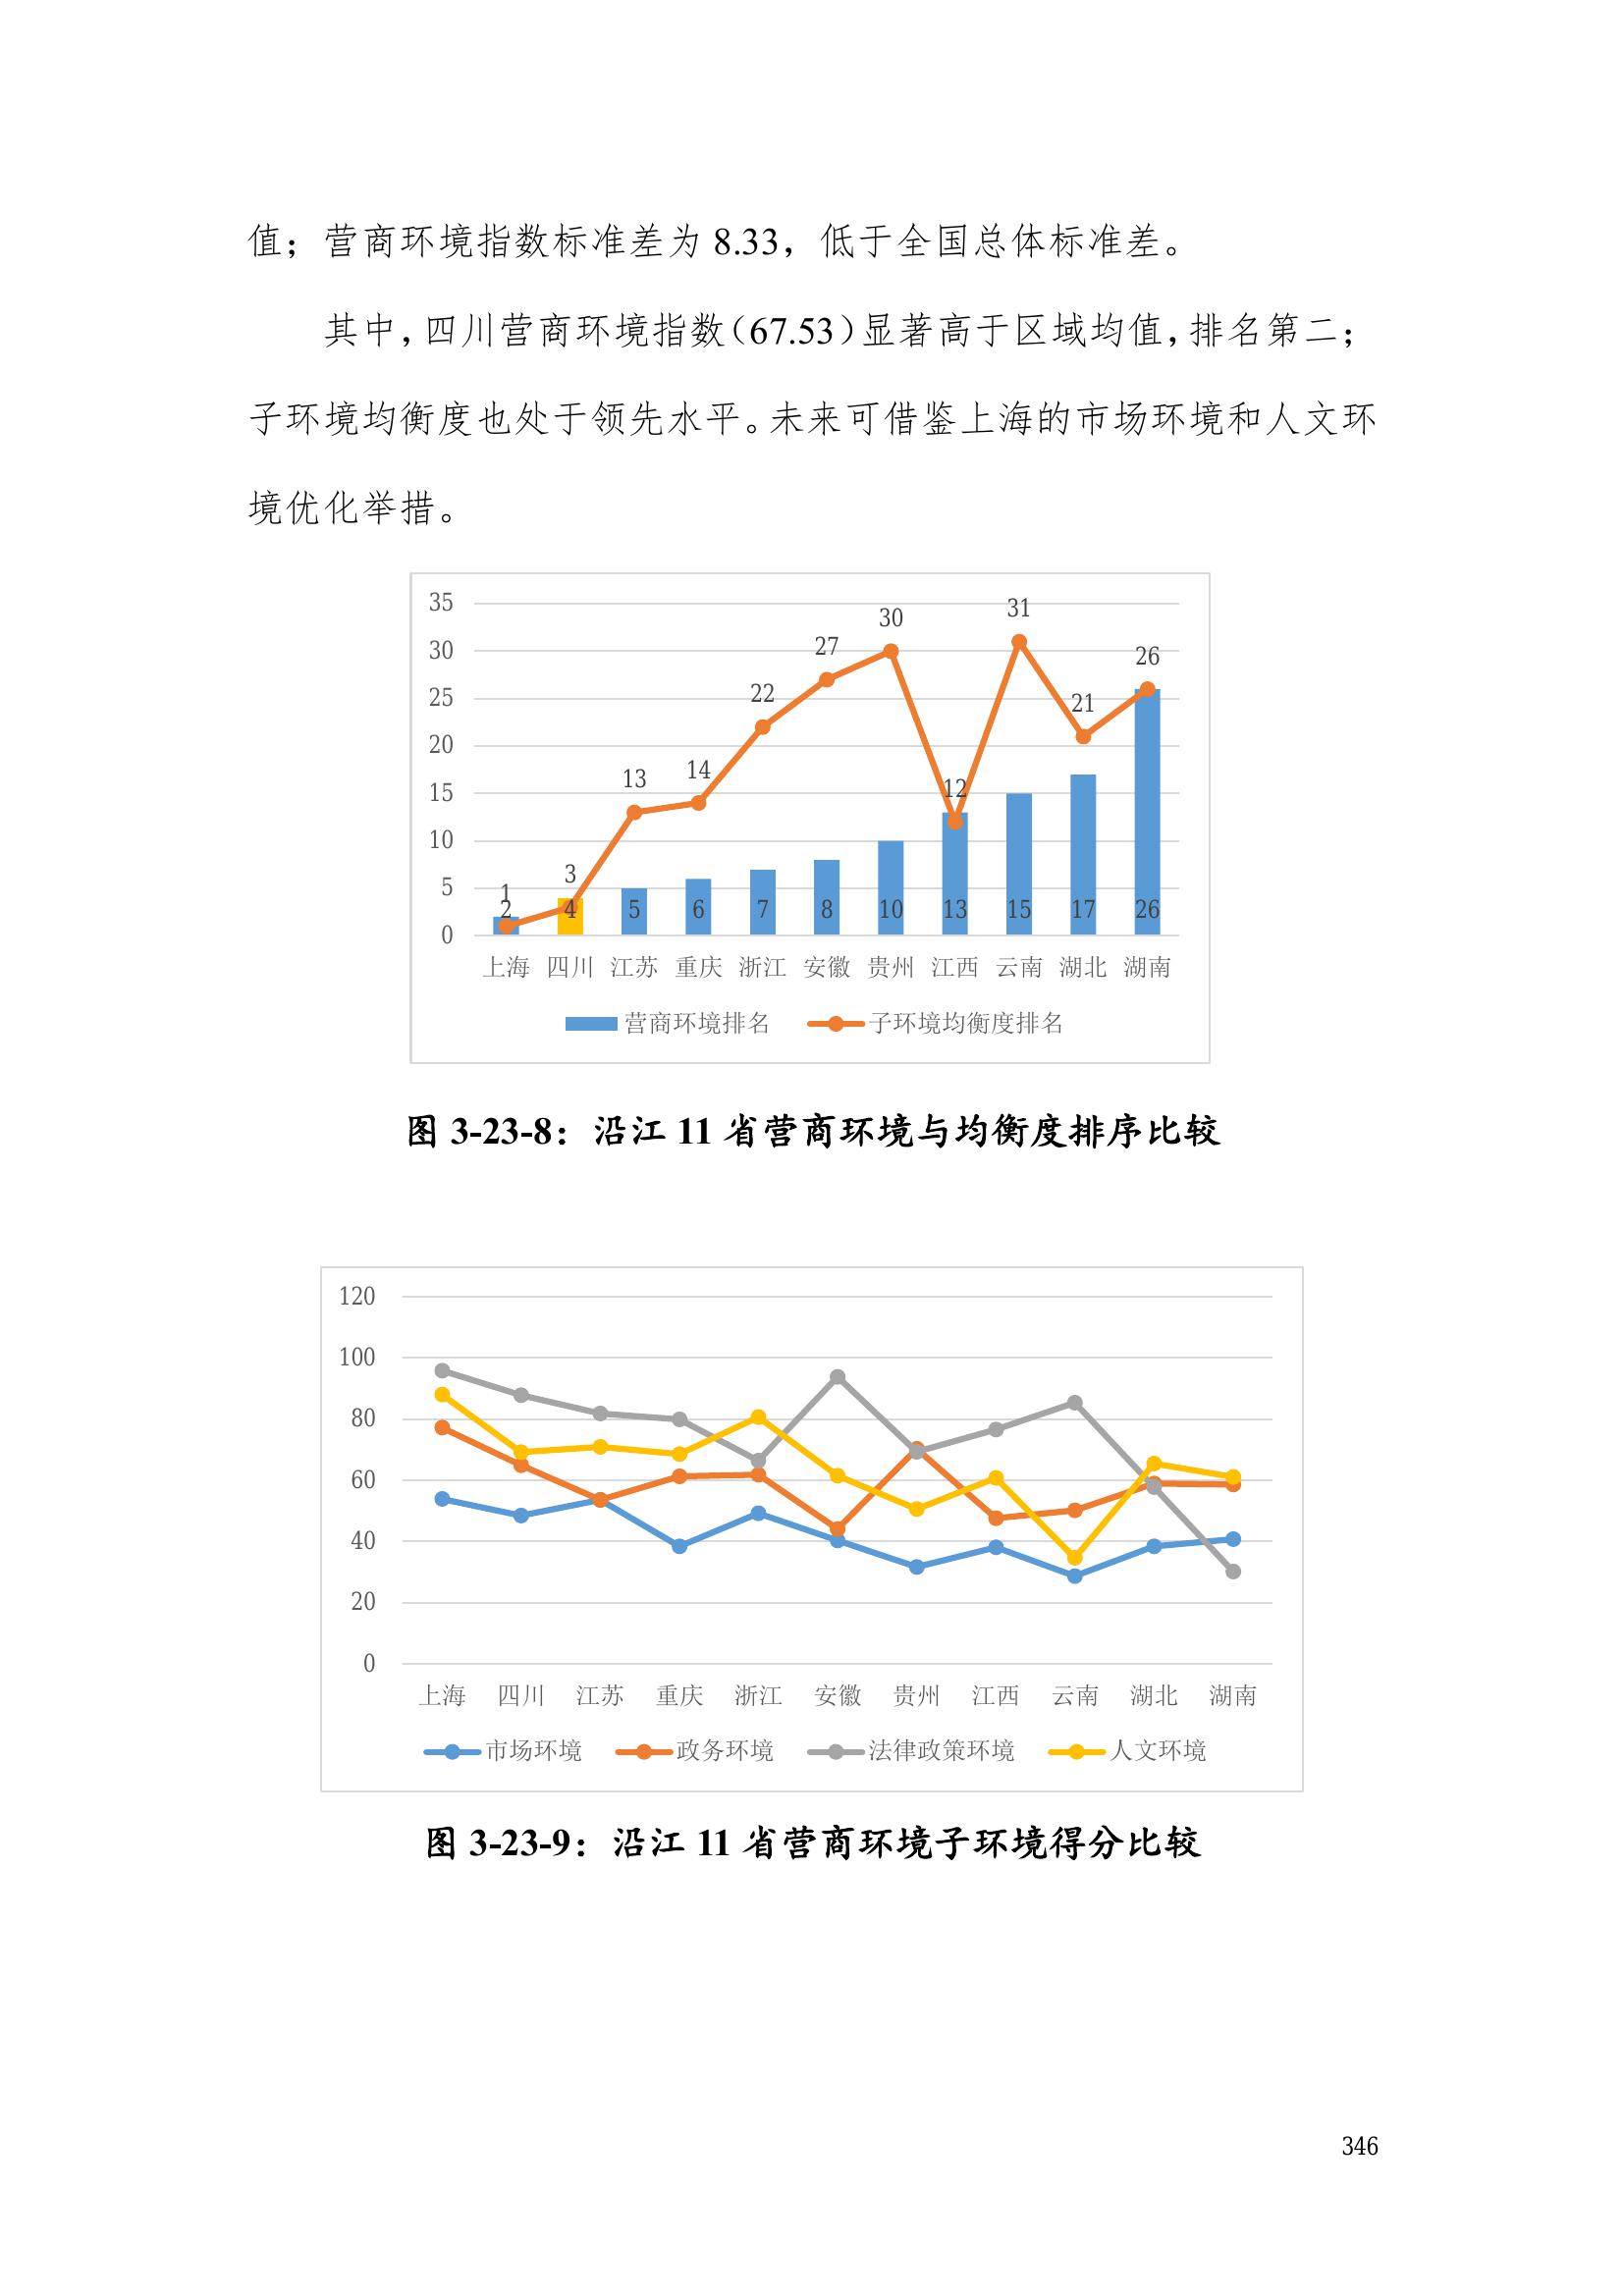 值；营商环境指数标准差为 8.33，低于全国总体标准差。
其中，四川营商环境指数（67.53）显著高于区域均值，排名第二；
子环境均衡度也处于领先水平。未来可借鉴上海的市场环境和人文环
境优化举措。
35
30
25
20
15
10
5
0
1 3 13 14 22 27 30 12 31 21 26
2 4 5 6 7 8 10 13 15 17 26
上海 四川 江苏 重庆 浙江 安徽 贵州 江西 云南 湖北 湖南
营商环境排名 子环境均衡度排名
图 3-23-8：沿江 11 省营商环境与均衡度排序比较
120
100
80
60
40
20
0
上海 四川 江苏 重庆 浙江 安徽 贵州 江西 云南 湖北 湖南
市场环境 政务环境 法律政策环境 人文环境
图 3-23-9：沿江 11 省营商环境子环境得分比较
346